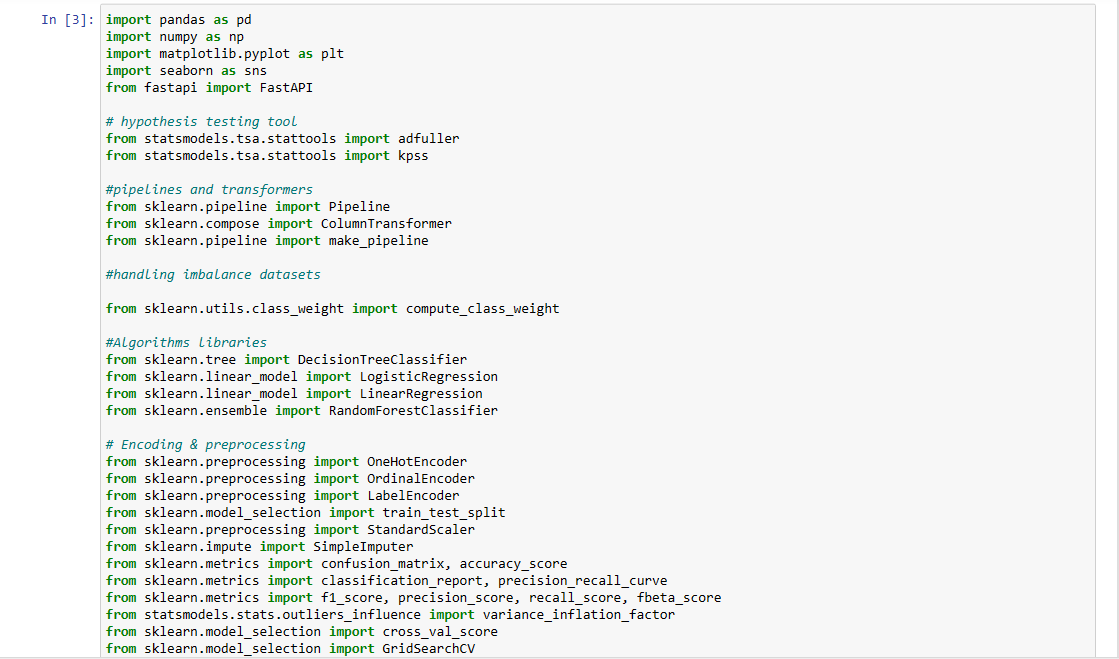 In [3]: import pandas as pd
import numpy as np
import matplotlib.pyplot as plt
import seaborn as sns
from fastapi import FastAPI
# hypothesis testing tool
from statsmodels.tsa.stattools import adfuller
from statsmodels.tsa.stattools import kpss
#pipelines and transformers
from sklearn.pipeline import Pipeline
from sklearn.compose import ColumnTransformer
from sklearn.pipeline import make_pipeline
#handling imbalance datasets
from sklearn.utils.class_weight import compute_class_weight
#Algorithms libraries
from sklearn.tree import DecisionTreeClassifier
from sklearn.linear_model import LogisticRegression
from sklearn.linear_model import LinearRegression
from sklearn.ensemble import RandomForestClassifier
# Encoding & preprocessing
from sklearn.preprocessing import OneHotEncoder
from sklearn.preprocessing import OrdinalEncoder
from sklearn.preprocessing import LabelEncoder
from sklearn.model_selection import train_test_split
from sklearn.preprocessing import StandardScaler
from sklearn.impute import SimpleImputer
from sklearn.metrics import confusion_matrix, accuracy_score
from sklearn.metrics import classification_report, precision_recall_curve
from sklearn.metrics import f1_score, precision_score, recall_score, fbeta_score
from statsmodels.stats.outliers_influence import variance_inflation_factor
from sklearn.model_selection import cross_val_score
from sklearn.model_selection import GridSearchCV